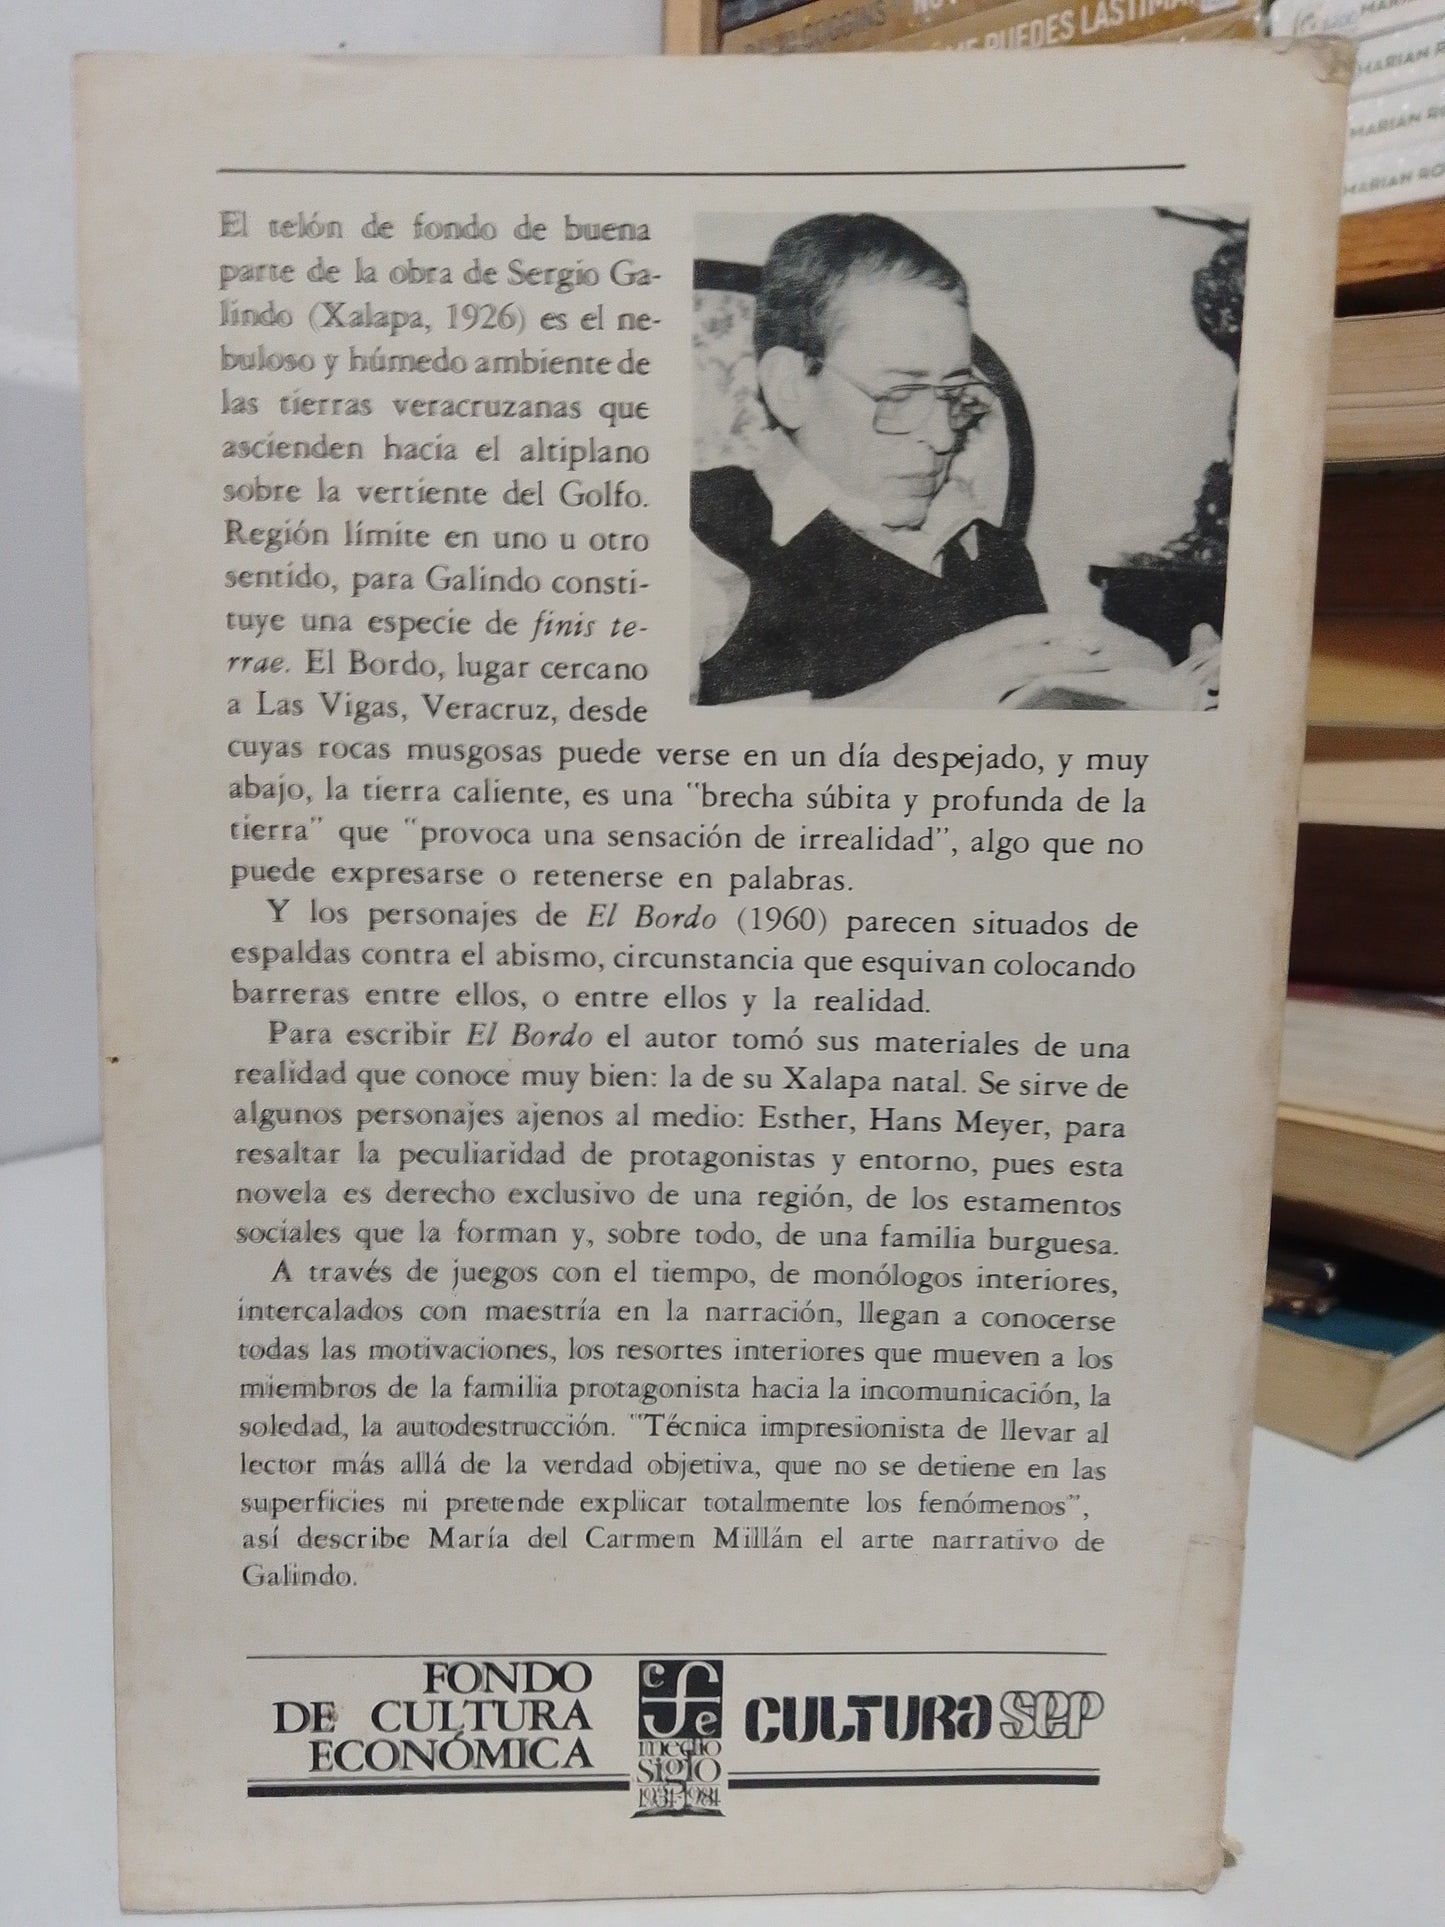 NO
ME PUEDES LASTIMA
GOGGINS
MARIAN
MARIAN R
MARIAN RO
MARIAN RO
El telón de fondo de buena
parte de la obra de Sergio Ga-
lindo (Xalapa, 1926) es el ne-
buloso y húmedo ambiente de
las tierras veracruzanas que
ascienden hacia el altiplano
sobre la vertiente del Golfo.
Región límite en uno u otro
sentido, para Galindo consti-
tuye una especie de finis te-
rrae. El Bordo, lugar cercano
a Las Vigas, Veracruz, desde
cuyas rocas musgosas puede verse en un día despejado, y muy
abajo, la tierra caliente, es una "brecha súbita y profunda de la
tierra" que "provoca una sensación de irrealidad", algo que no
puede expresarse o retenerse en palabras.
Y los personajes de El Bordo (1960) parecen situados de
espaldas contra el abismo, circunstancia que esquivan colocando
barreras entre ellos, o entre ellos y la realidad.
Para escribir El Bordo el autor tomó sus materiales de una
realidad que conoce muy bien: la de su Xalapa natal. Se sirve de
algunos personajes ajenos al medio: Esther, Hans Meyer, para
resaltar la peculiaridad de protagonistas y entorno, pues esta
novela es derecho exclusivo de una región, de los estamentos
sociales que la forman y, sobre todo, de una familia burguesa.
A través de juegos con el tiempo, de monólogos interiores,
intercalados con maestría en la narración, llegan a conocerse
todas las motivaciones, los resortes interiores que mueven a los
miembros de la familia protagonista hacia la incomunicación, la
soledad, la autodestrucción. "Técnica impresionista de llevar al
lector más allá de la verdad objetiva, que no se detiene en las
superficies ni pretende explicar totalmente los fenómenos",
así describe María del Carmen Millán el arte narrativo de
Galindo.
FONDO
DE CULTURA
ECONÓMICA
cfe
medio
siglo
1934-1984
CULTURA SEP